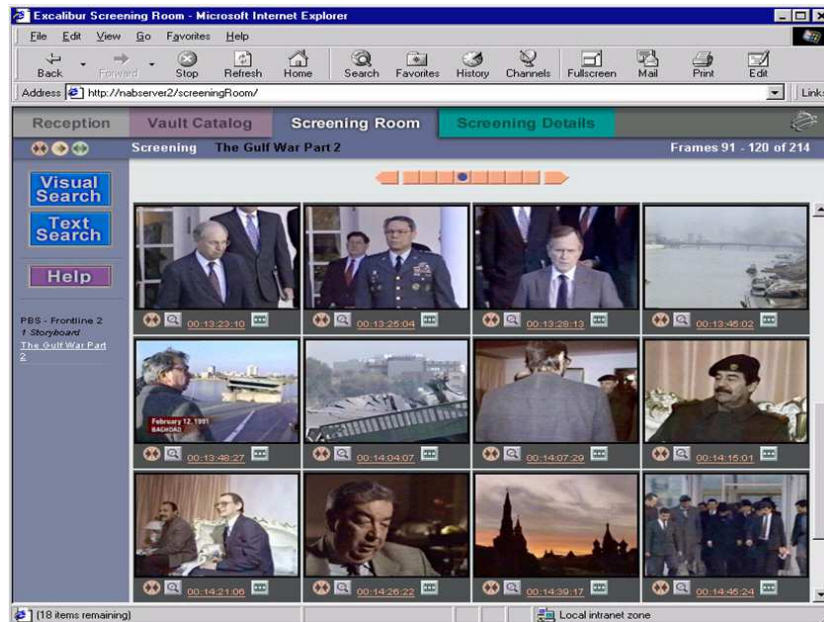 Excalibur Screening Room - Microsoft Internet Explorer
File Edit View Go Favorites Help
Back Forward Stop Refresh Home Search Favorites History Channels Fullscreen Mail Print Edit
Address http://nabserver2/screeningRoom/ Links
Reception Vault Catalog Screening Room Screening Details
Screening The Gulf War Part 2 Frames 91 - 120 of 214
Visual
Search
Text
Search
Help
PBS - Frontline 2
1 Storyboard
The Gulf War Part
2
00:13:23:10 00:13:25:04 00:13:28:13 00:13:45:02
February 12, 1991
BAGHDAD
00:13:48:27 00:14:04:07 00:14:07:29 00:14:15:01
00:14:21:06 00:14:26:22 00:14:39:17 00:14:45:24
(18 items remaining) Local intranet zone